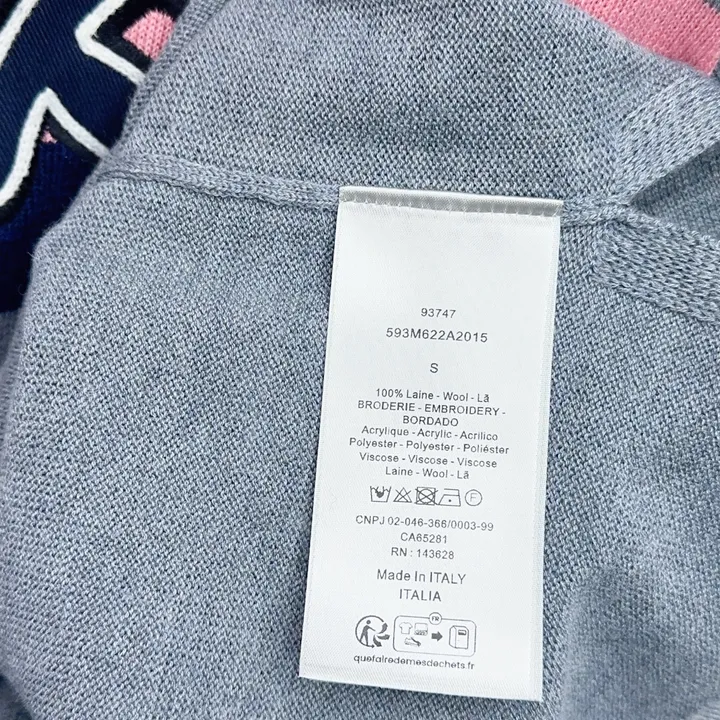 93747
593M622A2015
S
100% Laine - Wool - Lã
BRODERIE - EMBROIDERY -
BORDADO
Acrylique - Acrylic - Acrilico
Polyester - Polyester - Poliéster
Viscose - Viscose - Viscose
Laine - Wool - Lã
F
CNPJ 02-046-366/0003-99
CA65281
RN : 143628
Made In ITALY
ITALIA
FR
quefairedemesdechets.fr